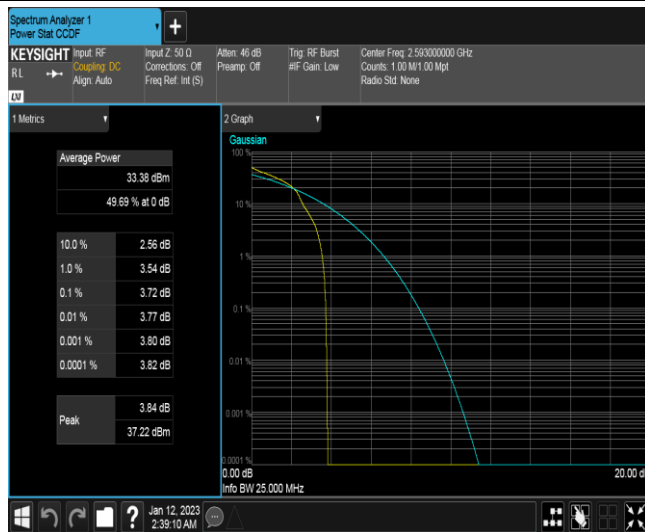 Spectrum Analyzer 1
Power Stat CCDF
+
KEYSIGHT
RL
LXI
Input: RF
Coupling: DC
Align: Auto
Input Z: 50 Ω
Corrections: Off
Freq Ref: Int (S)
Atten: 46 dB
Preamp: Off
Trig: RF Burst
#IF Gain: Low
Center Freq: 2.593000000 GHz
Counts: 1.00 M/1.00 Mpt
Radio Std: None
1 Metrics
Average Power
33.38 dBm
49.69 % at 0 dB
10.0 % 2.56 dB
1.0 % 3.54 dB
0.1 % 3.72 dB
0.01 % 3.77 dB
0.001 % 3.80 dB
0.0001 % 3.82 dB
Peak
3.84 dB
37.22 dBm
2 Graph
Gaussian
100 %
10 %
1 %
0.1 %
0.01 %
0.001 %
0.0001 %
0.00 dB
20.00 d
Info BW 25.000 MHz
?
Jan 12, 2023
2:39:10 AM